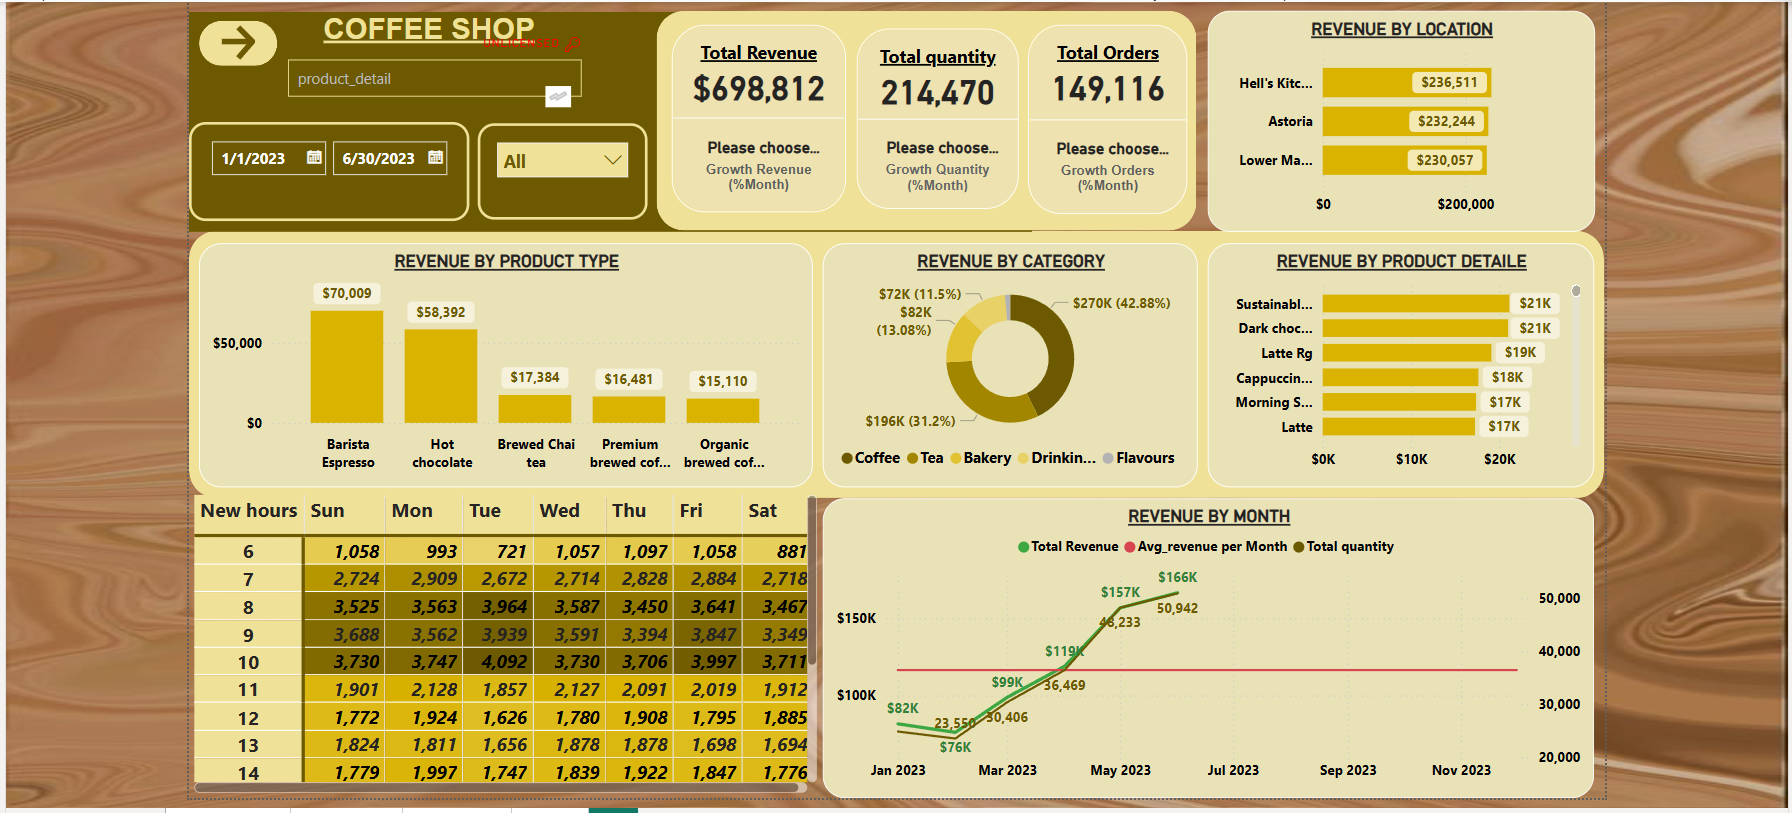 COFFEE SHOP
UNLICENSED
product_detail
1/1/2023
6/30/2023
All
Total Revenue
$698,812
Please choose...
Growth Revenue
(%Month)
Total quantity
214,470
Please choose...
Growth Quantity
(%Month)
Total Orders
149,116
Please choose...
Growth Orders
(%Month)
REVENUE BY LOCATION
Hell's Kitc... $236,511
Astoria $232,244
Lower Ma... $230,057
$0 $200,000
REVENUE BY PRODUCT TYPE
$70,009
$58,392
$50,000
$17,384 $16,481 $15,110
$0
Barista Espresso
Hot chocolate
Brewed Chai tea
Premium brewed cof...
Organic brewed cof...
REVENUE BY CATEGORY
$72K (11.5%)
$82K
(13.08%)
$270K (42.88%)
$196K (31.2%)
Coffee Tea Bakery Drinkin... Flavours
REVENUE BY PRODUCT DETAILE
Sustainabl... $21K
Dark choc... $21K
Latte Rg $19K
Cappuccin... $18K
Morning S... $17K
Latte $17K
$0K $10K $20K
New hours Sun Mon Tue Wed Thu Fri Sat
6 1,058 993 721 1,057 1,097 1,058 881
7 2,724 2,909 2,672 2,714 2,828 2,884 2,718
8 3,525 3,563 3,964 3,587 3,450 3,641 3,467
9 3,688 3,562 3,939 3,591 3,394 3,847 3,349
10 3,730 3,747 4,092 3,730 3,706 3,997 3,711
11 1,901 2,128 1,857 2,127 2,091 2,019 1,912
12 1,772 1,924 1,626 1,780 1,908 1,795 1,885
13 1,824 1,811 1,656 1,878 1,878 1,698 1,694
14 1,779 1,997 1,747 1,839 1,922 1,847 1,776
REVENUE BY MONTH
Total Revenue Avg_revenue per Month Total quantity
$166K
$157K
50,942
50,000
$150K
48,233
$119K
40,000
36,469
$99K
$100K
$82K
30,406
30,000
23,550
$76K
20,000
Jan 2023 Mar 2023 May 2023 Jul 2023 Sep 2023 Nov 2023